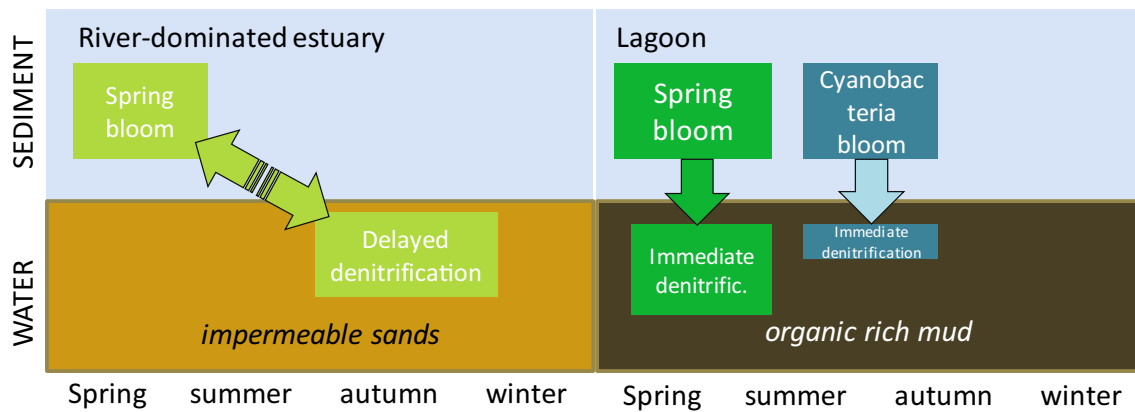 SEDIMENT
WATER
River-dominated estuary
Spring
bloom
Delayed
denitrification
impermeable sands
Lagoon
Spring
bloom
Cyanobac
teria
bloom
Immediate
denitrific.
Immediate
denitrification
organic rich mud
Spring summer autumn winter
Spring summer autumn winter